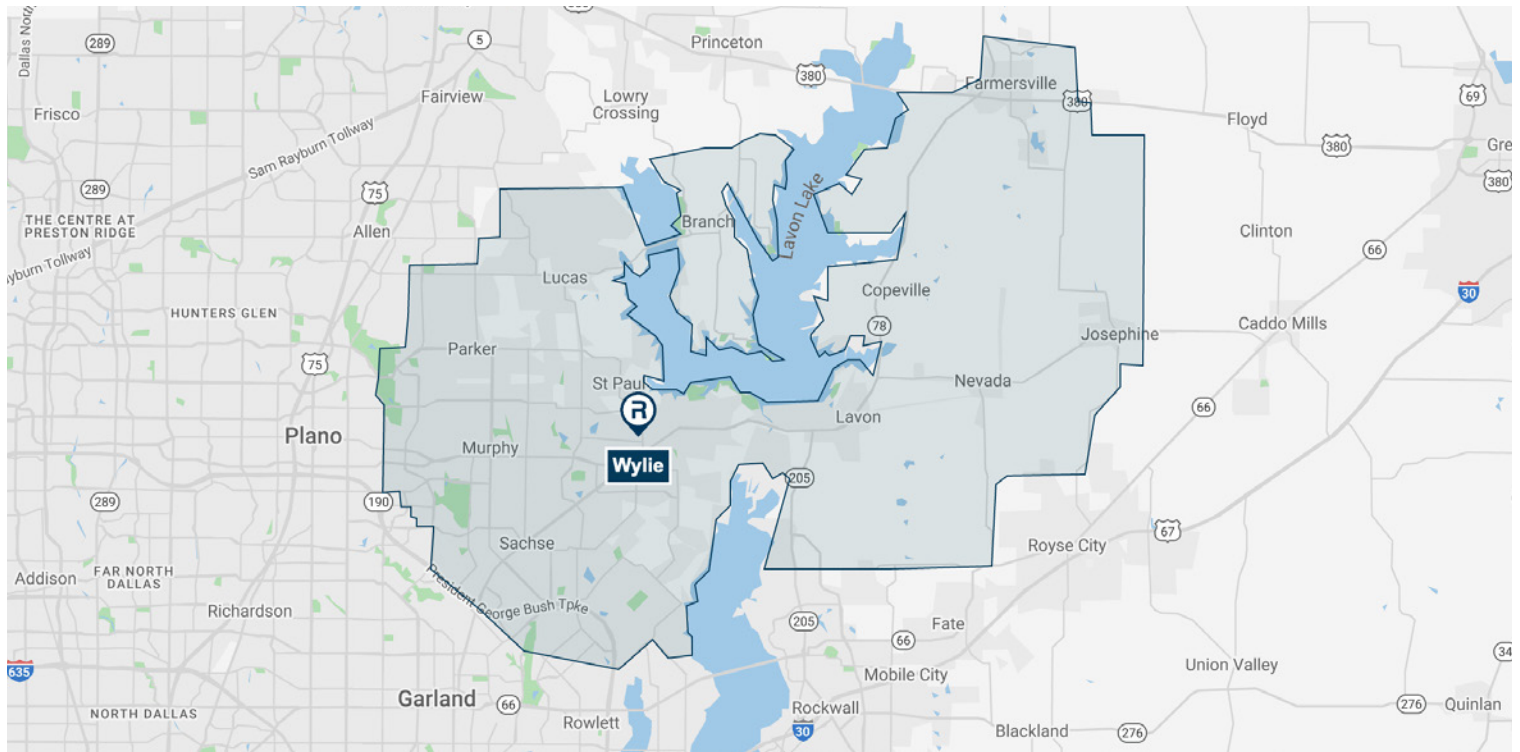 Dallas North
289
5
Princeton
380
Frisco
Fairview
Lowry
Crossing
Farmersville
380
69
Floyd
Sam Rayburn Tollway
380
Gre
289
75
380
THE CENTRE AT
PRESTON RIDGE
Allen
Branch
Lavon Lake
Clinton
66
yburn Tollway
Lucas
Copeville
30
HUNTERS GLEN
78
Caddo Mills
Josephine
Parker
75
St Paul
Nevada
R
66
Lavon
Plano
Murphy
Wylie
205
289
190
67
Sachse
Royse City
Addison
FAR NORTH
DALLAS
President George Bush Tpke
Richardson
205
Fate
66
34
635
Mobile City
Union Valley
Garland
66
Rockwall
276
Quinlan
NORTH DALLAS
Rowlett
30
Blackland
276